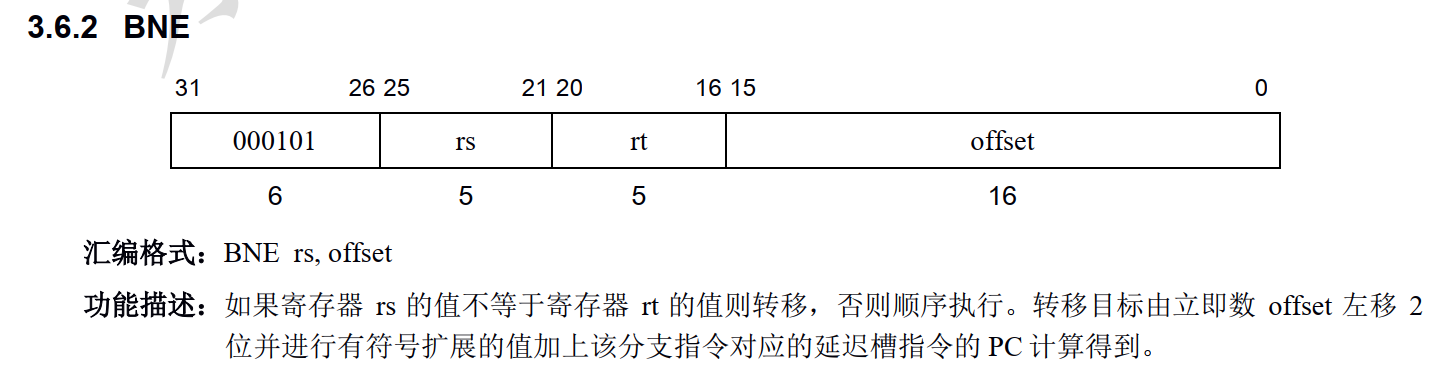 3.6.2 BNE
31 26 25 21 20 16 15 0
000101 rs rt offset
6 5 5 16
汇编格式：BNE rs, offset
功能描述：如果寄存器 rs 的值不等于寄存器 rt 的值则转移，否则顺序执行。转移目标由立即数 offset 左移 2
位并进行有符号扩展的值加上该分支指令对应的延迟槽指令的 PC 计算得到。